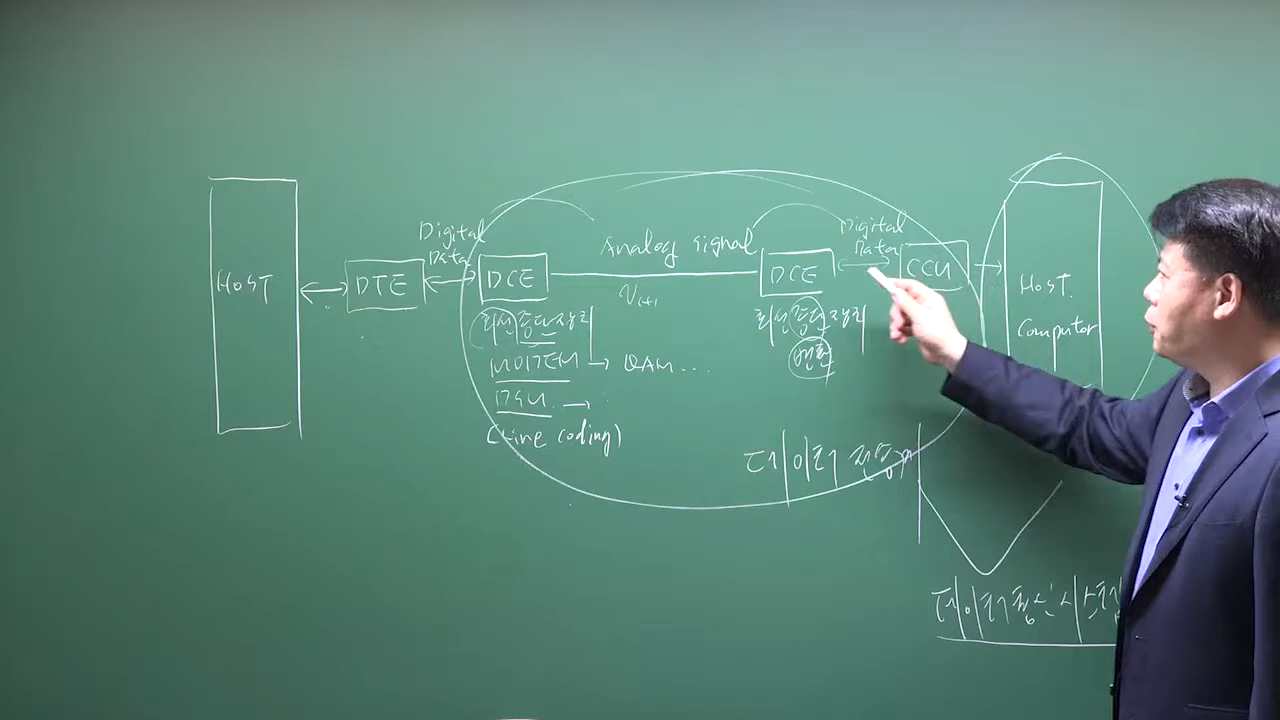 HOST
DTE
Digital
Data
DCE
회선종단장치
MODEM → QAM ...
DSU →
(Line coding)
Analog signal
DCE
회선종단장치
변환
Digital
Data
CCU
Host
Computer
데이터 전송계
데이터통신시스템